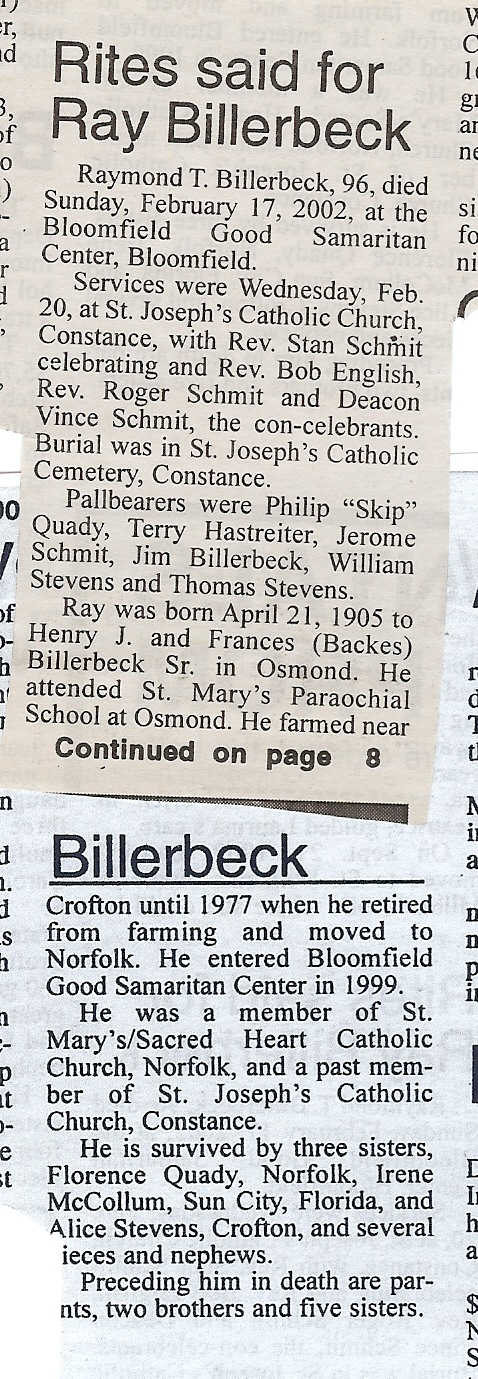 Rites said for
Ray Billerbeck
Raymond T. Billerbeck, 96, died
Sunday, February 17, 2002, at the
Bloomfield Good Samaritan
Center, Bloomfield.
Services were Wednesday, Feb.
20, at St. Joseph's Catholic Church,
Constance, with Rev. Stan Schmit
celebrating and Rev. Bob English,
Rev. Roger Schmit and Deacon
Vince Schmit, the con-celebrants.
Burial was in St. Joseph's Catholic
Cemetery, Constance.
Pallbearers were Philip “Skip”
Quady, Terry Hastreiter, Jerome
Schmit, Jim Billerbeck, William
Stevens and Thomas Stevens.
Ray was born April 21, 1905 to
Henry J. and Frances (Backes)
Billerbeck Sr. in Osmond. He
attended St. Mary's Paraochial
School at Osmond. He farmed near
Continued on page 8
Billerbeck
Crofton until 1977 when he retired
from farming and moved to
Norfolk. He entered Bloomfield
Good Samaritan Center in 1999.
He was a member of St.
Mary's/Sacred Heart Catholic
Church, Norfolk, and a past mem-
ber of St. Joseph's Catholic
Church, Constance.
He is survived by three sisters,
Florence Quady, Norfolk, Irene
McCollum, Sun City, Florida, and
Alice Stevens, Crofton, and several
ieces and nephews.
Preceding him in death are par-
nts, two brothers and five sisters.